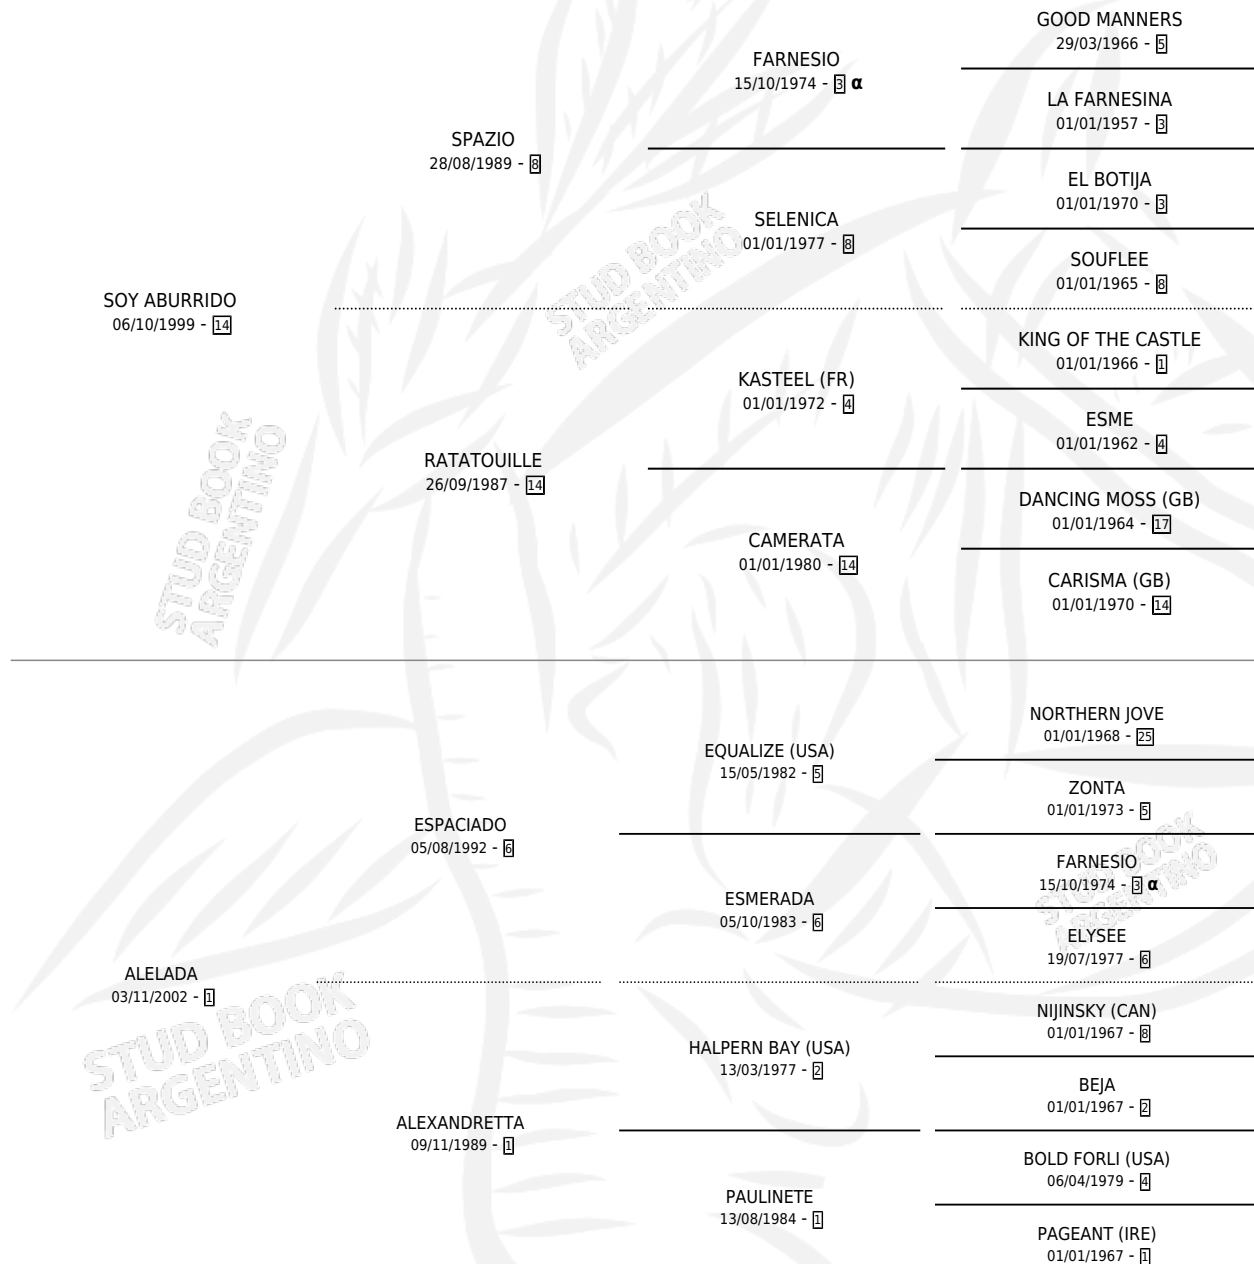 GOOD MANNERS
29/03/1966 - 5
FARNESIO
15/10/1974 - 3 α
LA FARNESINA
01/01/1957 - 3
SPAZIO
28/08/1989 - 8
EL BOTIJA
01/01/1970 - 3
SELENICA
01/01/1977 - 8
SOUFLEE
01/01/1965 - 8
SOY ABURRIDO
06/10/1999 - 14
KING OF THE CASTLE
01/01/1966 - 1
KASTEEL (FR)
01/01/1972 - 4
ESME
01/01/1962 - 4
RATATOUILLE
26/09/1987 - 14
DANCING MOSS (GB)
01/01/1964 - 17
CAMERATA
01/01/1980 - 14
CARISMA (GB)
01/01/1970 - 14
NORTHERN JOVE
01/01/1968 - 25
EQUALIZE (USA)
15/05/1982 - 5
ZONTA
01/01/1973 - 5
ESPACIADO
05/08/1992 - 6
FARNESIO
15/10/1974 - 3 α
ESMERADA
05/10/1983 - 6
ELYSEE
19/07/1977 - 6
ALELADA
03/11/2002 - 1
NIJINSKY (CAN)
01/01/1967 - 8
HALPERN BAY (USA)
13/03/1977 - 2
BEJA
01/01/1967 - 2
ALEXANDRETTA
09/11/1989 - 1
BOLD FORLI (USA)
06/04/1979 - 4
PAULINETE
13/08/1984 - 1
PAGEANT (IRE)
01/01/1967 - 1
STUD BOOK
ARGENTINO
STUD BOOK
ARGENTINO
STUD BOOK
ARGENTINO
STUD BOOK
ARGENTINO